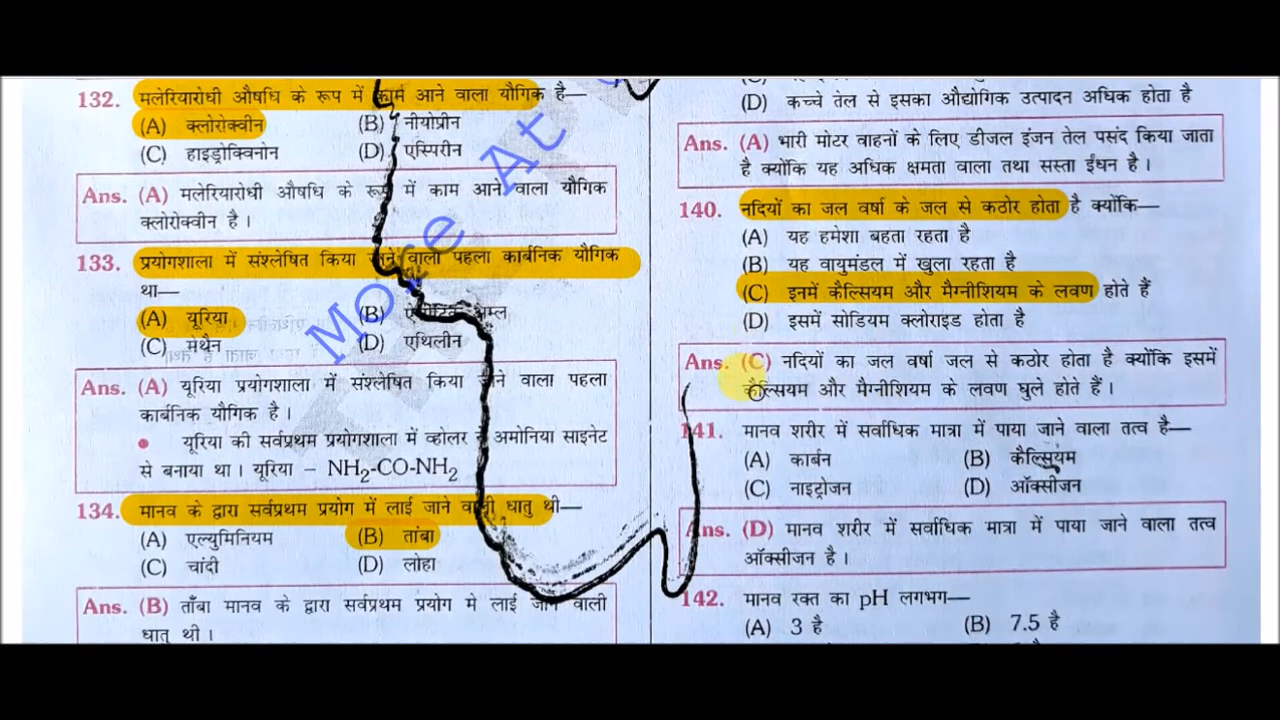 132. मलेरियारोधी औषधि के रूप में काम आने वाला यौगिक है—
(A) क्लोरोक्वीन (B) नीयोप्रीन
(C) हाइड्रोक्विनोन (D) एस्पिरीन
Ans. (A) मलेरियारोधी औषधि के रूप में काम आने वाला यौगिक
क्लोरोक्वीन है ।
133. प्रयोगशाला में संश्लेषित किया जाने वाला पहला कार्बनिक यौगिक
था—
(A) यूरिया (B)
(C) मेथैन (D) एथिलीन
Ans. (A) यूरिया प्रयोगशाला में संश्लेषित किया जाने वाला पहला
कार्बनिक यौगिक है ।
• यूरिया की सर्वप्रथम प्रयोगशाला में व्होलर ने अमोनिया साइनेट
से बनाया था । यूरिया – NH₂-CO-NH₂
134. मानव के द्वारा सर्वप्रथम प्रयोग में लाई जाने वाली धातु थी—
(A) एल्युमिनियम (B) तांबा
(C) चांदी (D) लोहा
Ans. (B) ताँबा मानव के द्वारा सर्वप्रथम प्रयोग मे लाई जाने वाली
धातु थी ।
More At
(D) कच्चे तेल से इसका औद्योगिक उत्पादन अधिक होता है
Ans. (A) भारी मोटर वाहनों के लिए डीजल इंजन तेल पसंद किया जाता
है क्योंकि यह अधिक क्षमता वाला तथा सस्ता ईंधन है ।
140. नदियों का जल वर्षा के जल से कठोर होता है क्योंकि—
(A) यह हमेशा बहता रहता है
(B) यह वायुमंडल में खुला रहता है
(C) इनमें कैल्सियम और मैग्नीशियम के लवण होते हैं
(D) इसमें सोडियम क्लोराइड होता है
Ans. (C) नदियों का जल वर्षा जल से कठोर होता है क्योंकि इसमें
कैल्सियम और मैग्नीशियम के लवण घुले होते हैं ।
141. मानव शरीर में सर्वाधिक मात्रा में पाया जाने वाला तत्व है—
(A) कार्बन (B) कैल्सियम
(C) नाइट्रोजन (D) ऑक्सीजन
Ans. (D) मानव शरीर में सर्वाधिक मात्रा में पाया जाने वाला तत्व
ऑक्सीजन है ।
142. मानव रक्त का pH लगभग—
(A) 3 है (B) 7.5 है